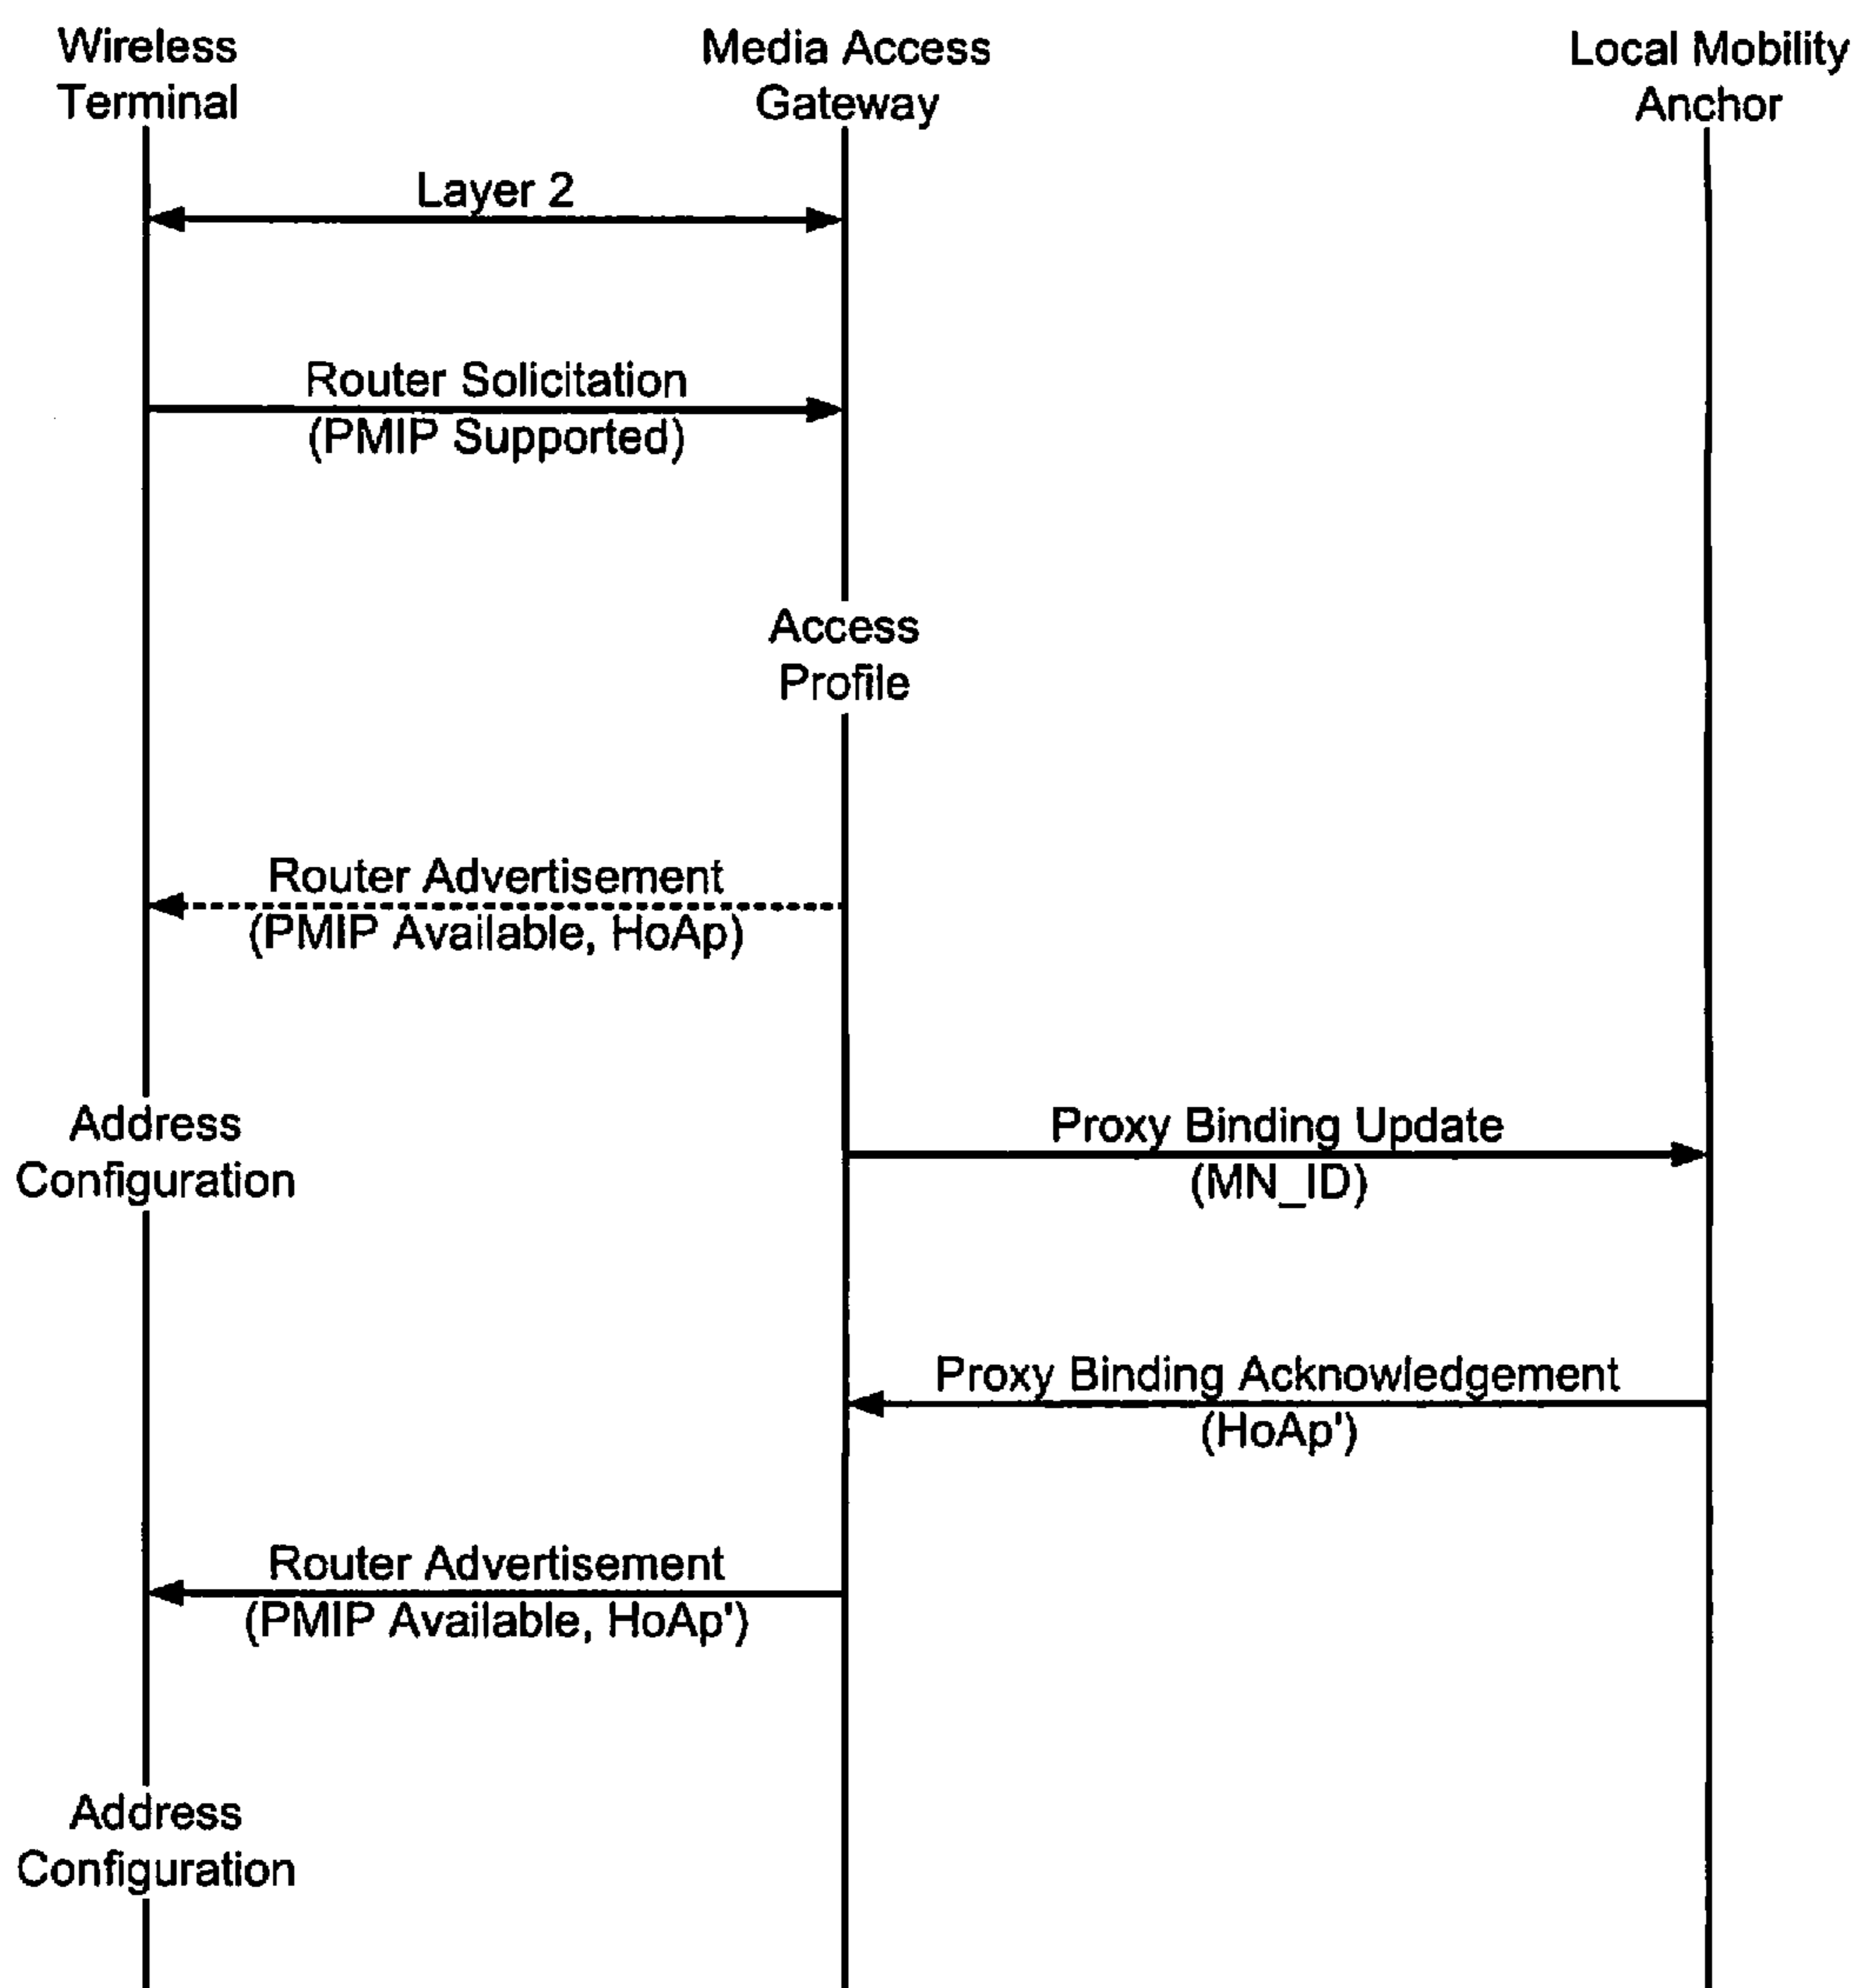 Wireless
Terminal
Media Access
Gateway
Local Mobility
Anchor
Layer 2
Router Solicitation
(PMIP Supported)
Access
Profile
Router Advertisement
(PMIP Available, HoAp)
Address
Configuration
Proxy Binding Update
(MN_ID)
Proxy Binding Acknowledgement
(HoAp')
Router Advertisement
(PMIP Available, HoAp')
Address
Configuration